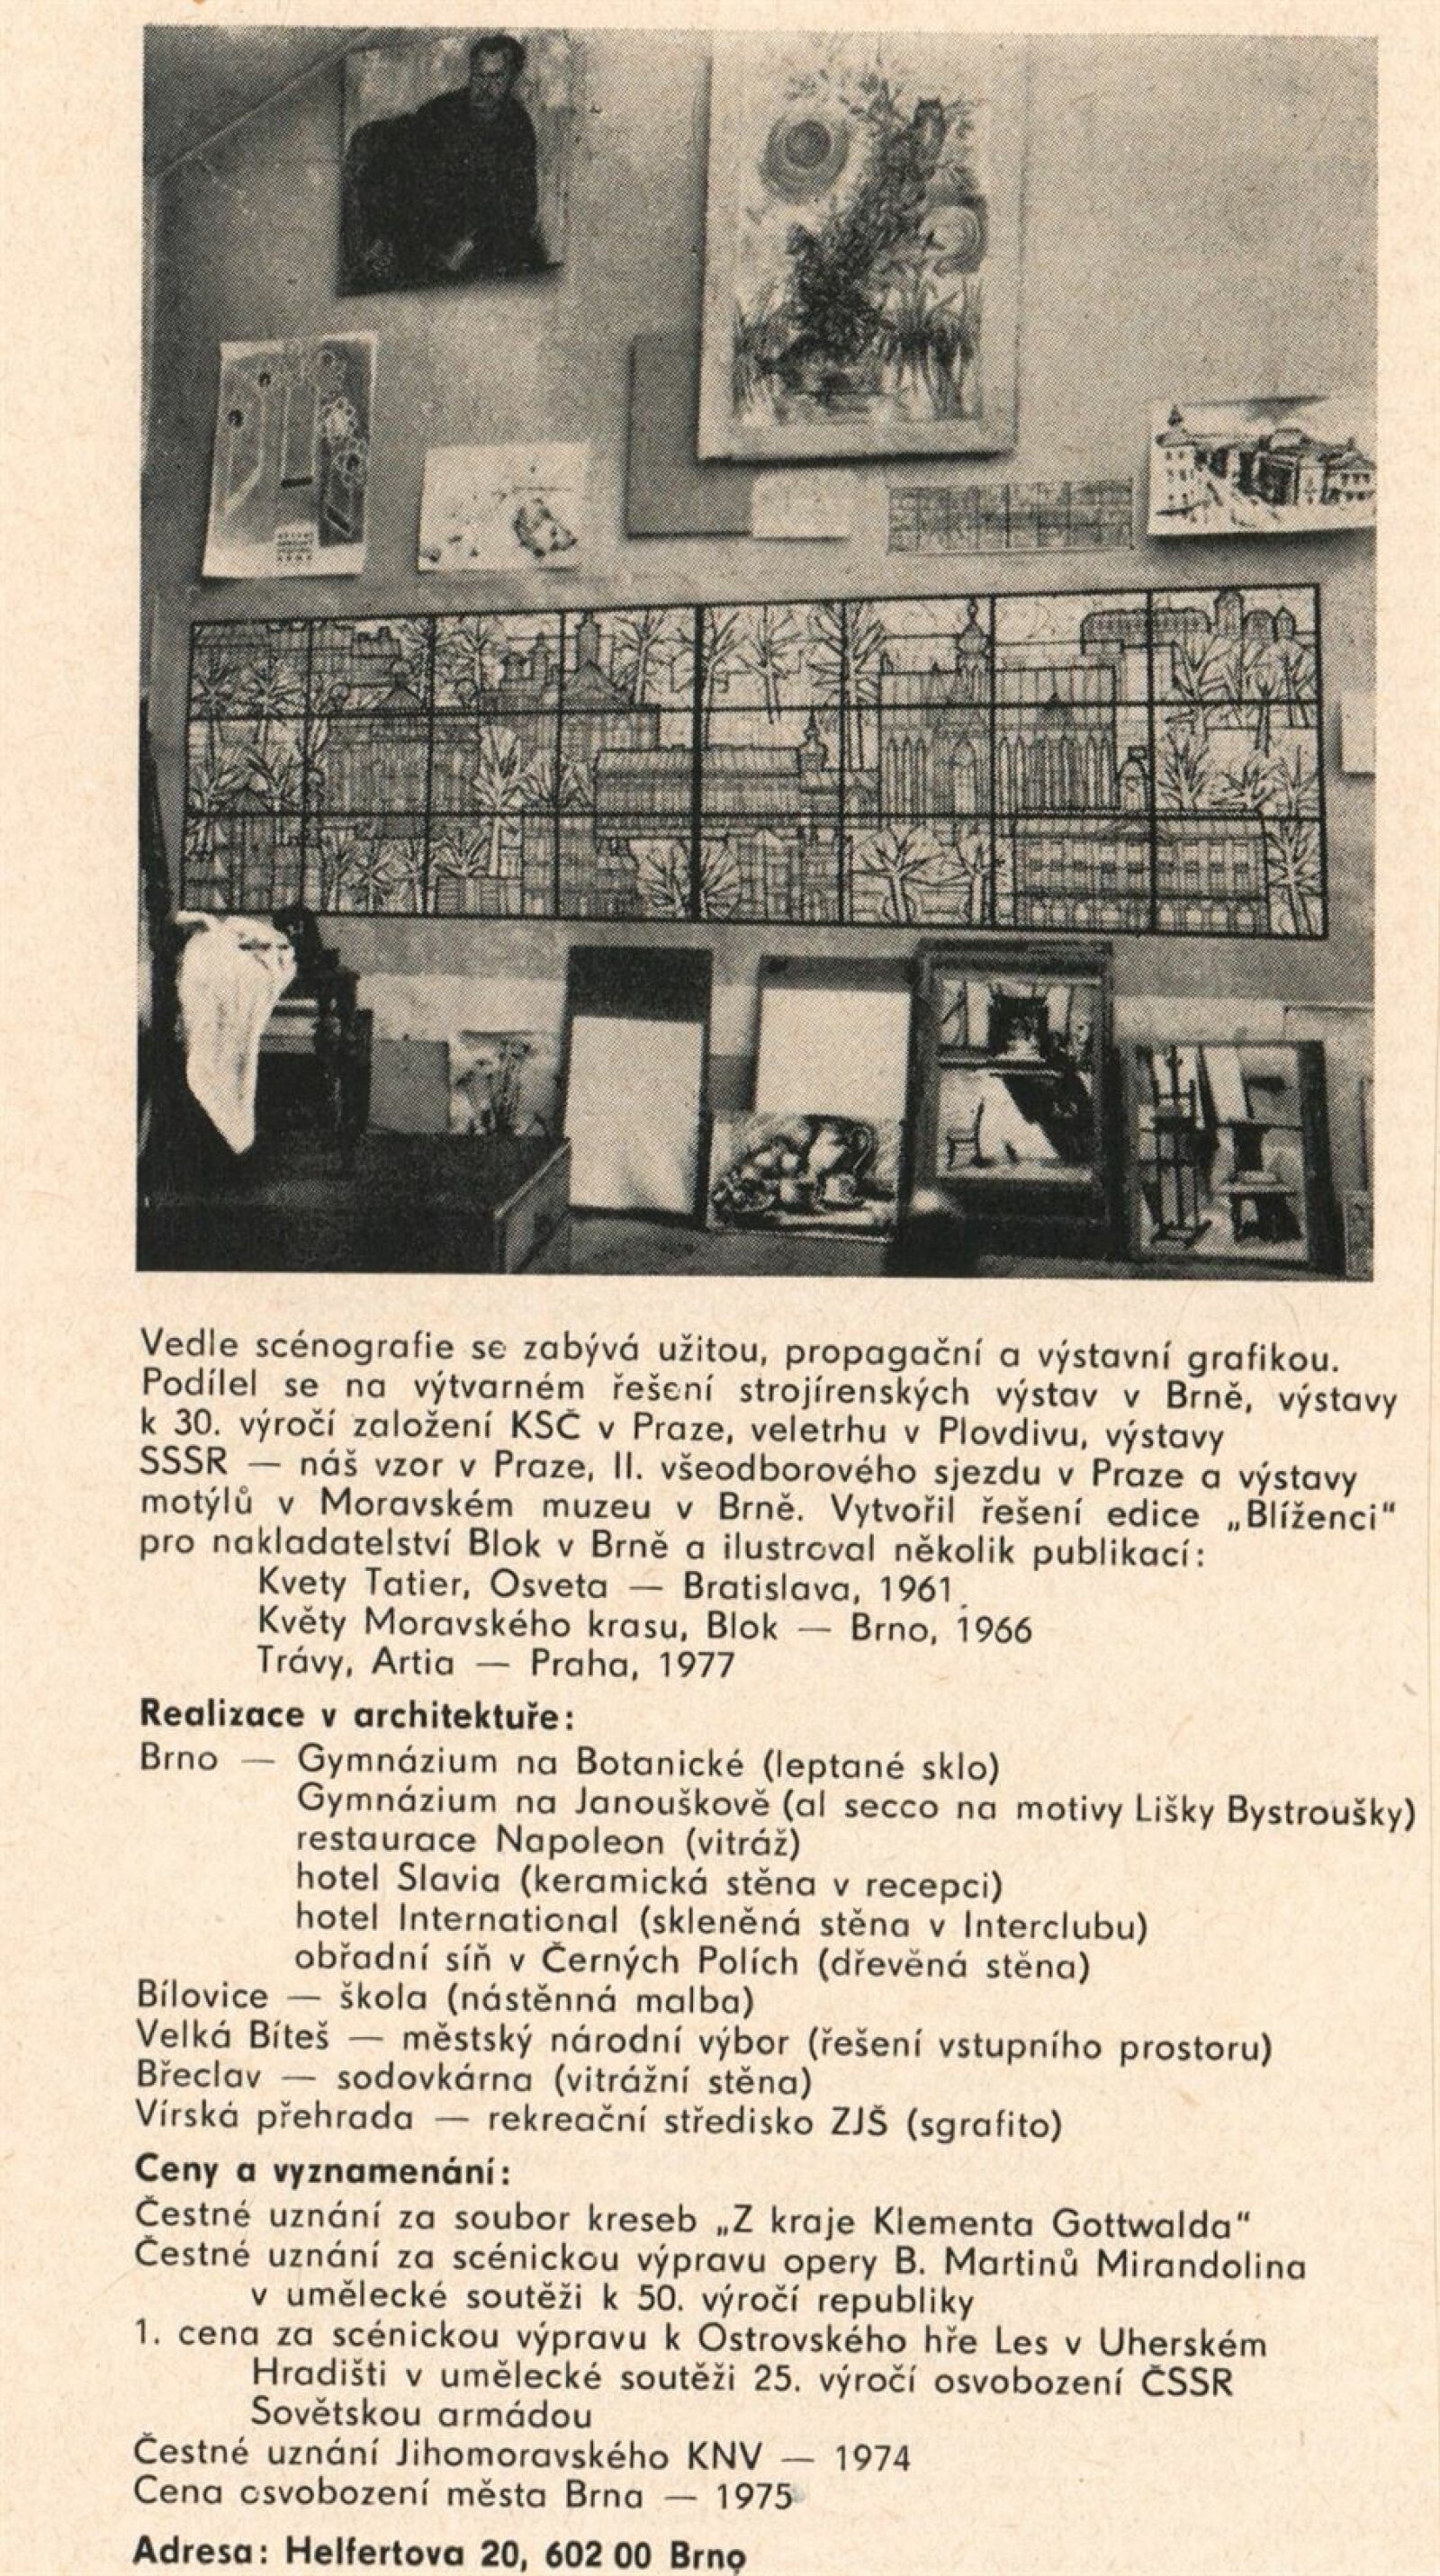 Vedle scénografie se zabývá užitou, propagační a výstavní grafikou.
Podílel se na výtvarném řešení strojírenských výstav v Brně, výstavy
k 30. výročí založení KSČ v Praze, veletrhu v Plovdivu, výstavy
SSSR — náš vzor v Praze, II. všeodborového sjezdu v Praze a výstavy
motýlů v Moravském muzeu v Brně. Vytvořil řešení edice „Blíženci“
pro nakladatelství Blok v Brně a ilustroval několik publikací:
Kvety Tatier, Osveta — Bratislava, 1961
Květy Moravského krasu, Blok — Brno, 1966
Trávy, Artia — Praha, 1977
Realizace v architektuře:
Brno — Gymnázium na Botanické (leptané sklo)
Gymnázium na Janouškově (al secco na motivy Lišky Bystroušky)
restaurace Napoleon (vitráž)
hotel Slavia (keramická stěna v recepci)
hotel International (skleněná stěna v Interclubu)
obřadní síň v Černých Polích (dřevěná stěna)
Bílovice — škola (nástěnná malba)
Velká Bíteš — městský národní výbor (řešení vstupního prostoru)
Břeclav — sodovkárna (vitrážní stěna)
Vírská přehrada — rekreační středisko ZJŠ (sgrafito)
Ceny a vyznamenání:
Čestné uznání za soubor kreseb „Z kraje Klementa Gottwalda“
Čestné uznání za scénickou výpravu opery B. Martinů Mirandolina
v umělecké soutěži k 50. výročí republiky
1. cena za scénickou výpravu k Ostrovského hře Les v Uherském
Hradišti v umělecké soutěži 25. výročí osvobození ČSSR
Sovětskou armádou
Čestné uznání Jihomoravského KNV — 1974
Cena osvobození města Brna — 1975
Adresa: Helfertova 20, 602 00 Brno